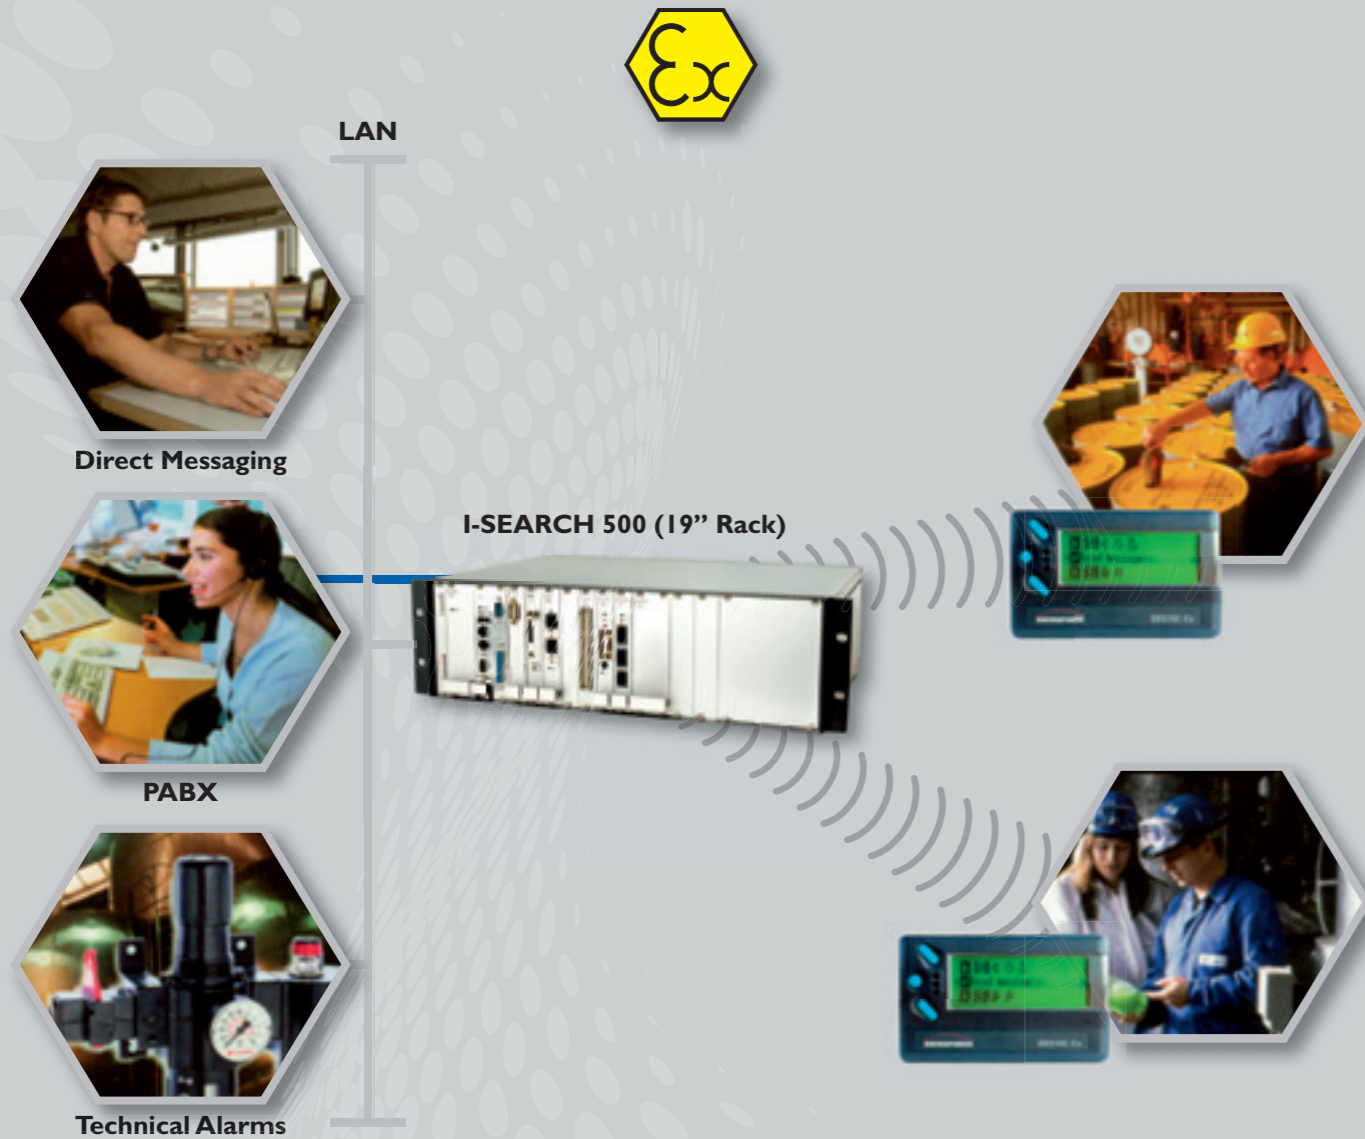 Ex
LAN
Direct Messaging
I-SEARCH 500 (19” Rack)
PABX
Technical Alarms